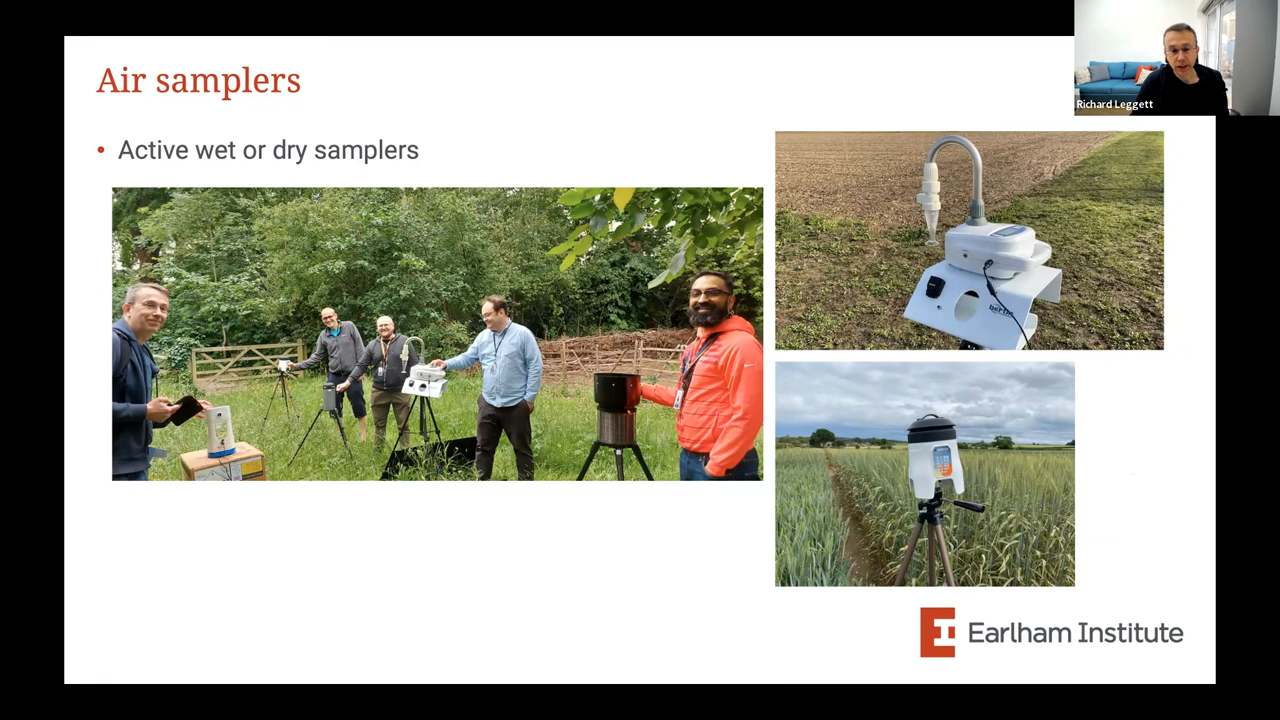 Air samplers
Richard Leggett
• Active wet or dry samplers
Earlham Institute